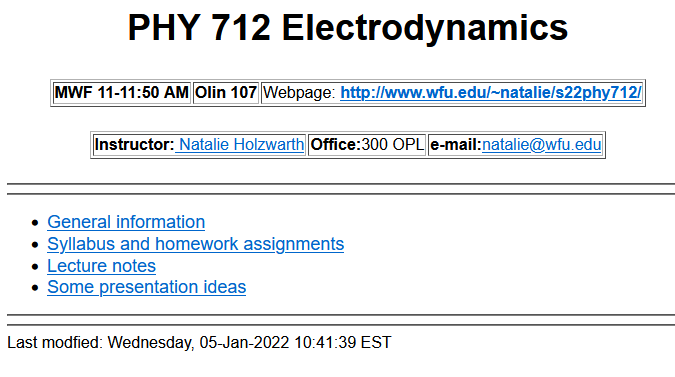 PHY 712 Electrodynamics
MWF 11-11:50 AM Olin 107 Webpage: http://www.wfu.edu/~natalie/s22phy712/
Instructor: Natalie Holzwarth Office:300 OPL e-mail:natalie@wfu.edu
General information
Syllabus and homework assignments
Lecture notes
Some presentation ideas
Last modfied: Wednesday, 05-Jan-2022 10:41:39 EST